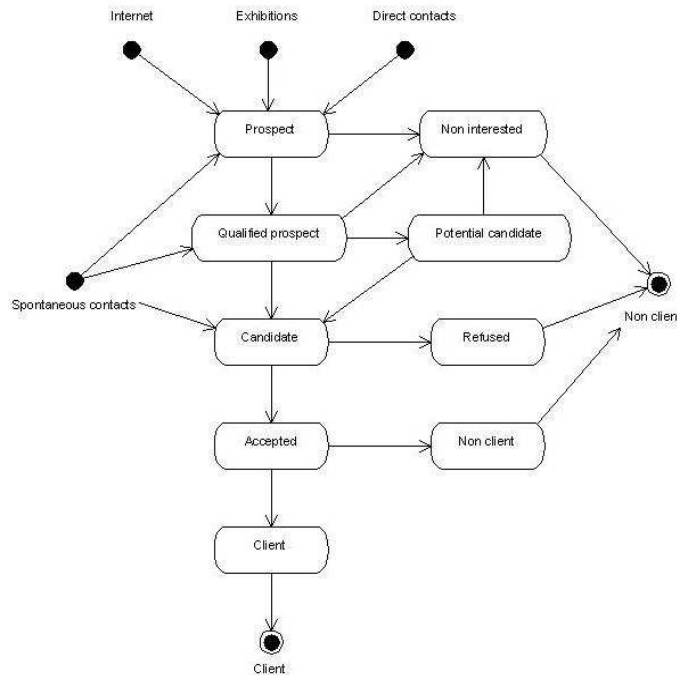 Internet
Exhibitions
Direct contacts
Prospect
Non interested
Qualified prospect
Potential candidate
Spontaneous contacts
Non client
Candidate
Refused
Accepted
Non client
Client
Client